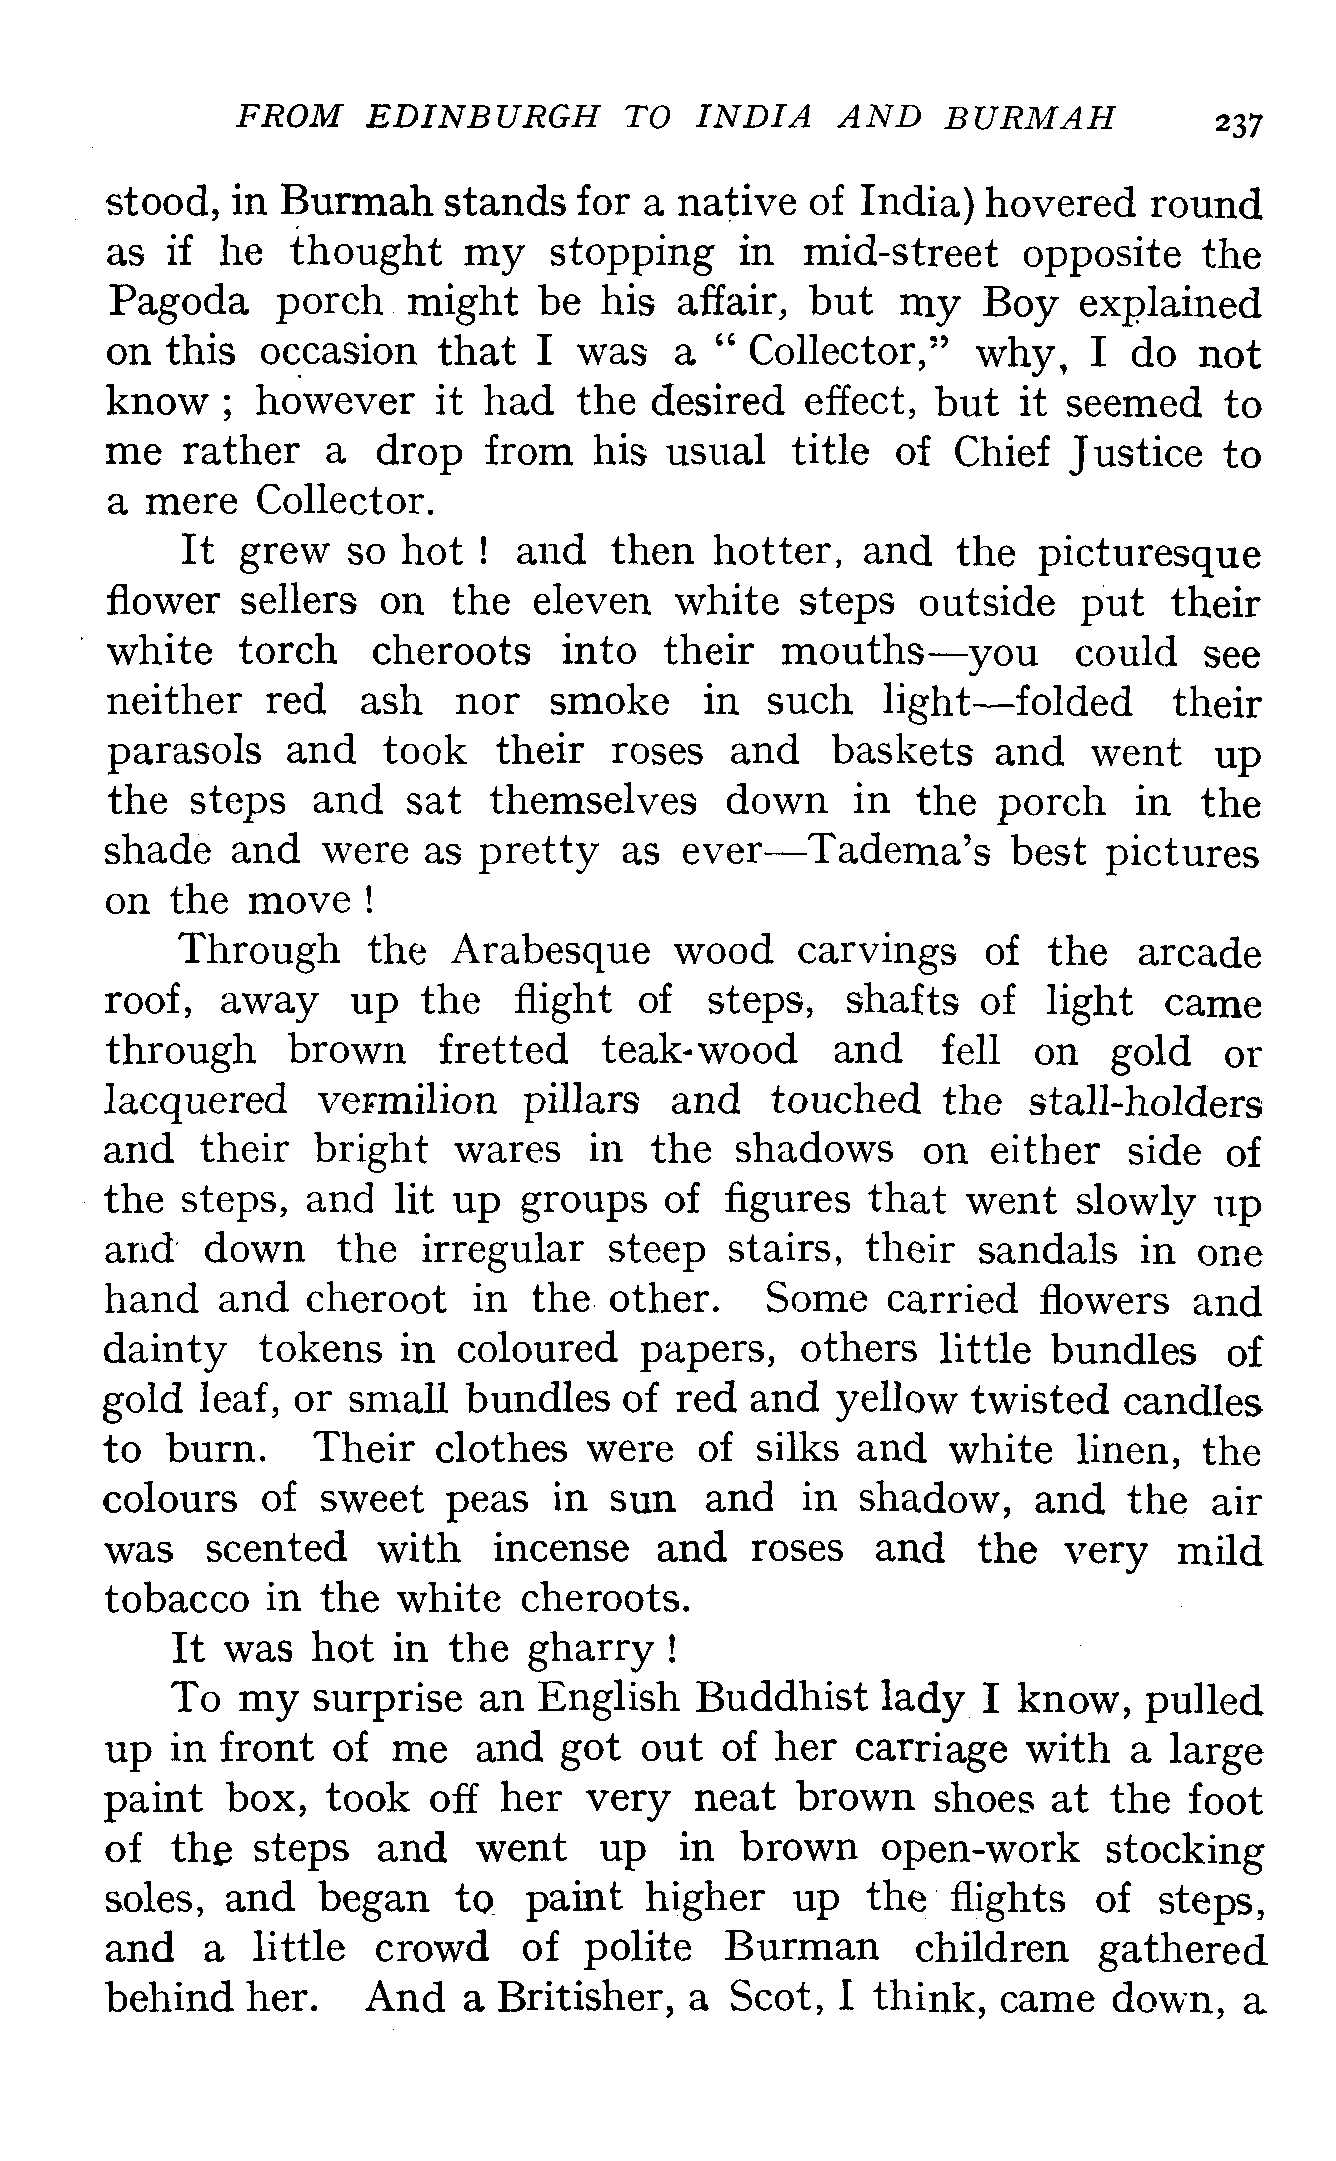 FROM EDINBURGH TO INDIA AND BURMAH 237
stood, in Burmah stands for a native of India) hovered round
as if he thought my stopping in mid-street opposite the
Pagoda porch might be his affair, but my Boy explained
on this occasion that I was a “ Collector,” why, I do not
know ; however it had the desired effect, but it seemed to
me rather a drop from his usual title of Chief Justice to
a mere Collector.
It grew so hot ! and then hotter, and the picturesque
flower sellers on the eleven white steps outside put their
white torch cheroots into their mouths—you could see
neither red ash nor smoke in such light—folded their
parasols and took their roses and baskets and went up
the steps and sat themselves down in the porch in the
shade and were as pretty as ever—Tadema’s best pictures
on the move !
Through the Arabesque wood carvings of the arcade
roof, away up the flight of steps, shafts of light came
through brown fretted teak-wood and fell on gold or
lacquered vermilion pillars and touched the stall-holders
and their bright wares in the shadows on either side of
the steps, and lit up groups of figures that went slowly up
and down the irregular steep stairs, their sandals in one
hand and cheroot in the other. Some carried flowers and
dainty tokens in coloured papers, others little bundles of
gold leaf, or small bundles of red and yellow twisted candles
to burn. Their clothes were of silks and white linen, the
colours of sweet peas in sun and in shadow, and the air
was scented with incense and roses and the very mild
tobacco in the white cheroots.
It was hot in the gharry !
To my surprise an English Buddhist lady I know, pulled
up in front of me and got out of her carriage with a large
paint box, took off her very neat brown shoes at the foot
of the steps and went up in brown open-work stocking
soles, and began to paint higher up the flights of steps,
and a little crowd of polite Burman children gathered
behind her. And a Britisher, a Scot, I think, came down, a